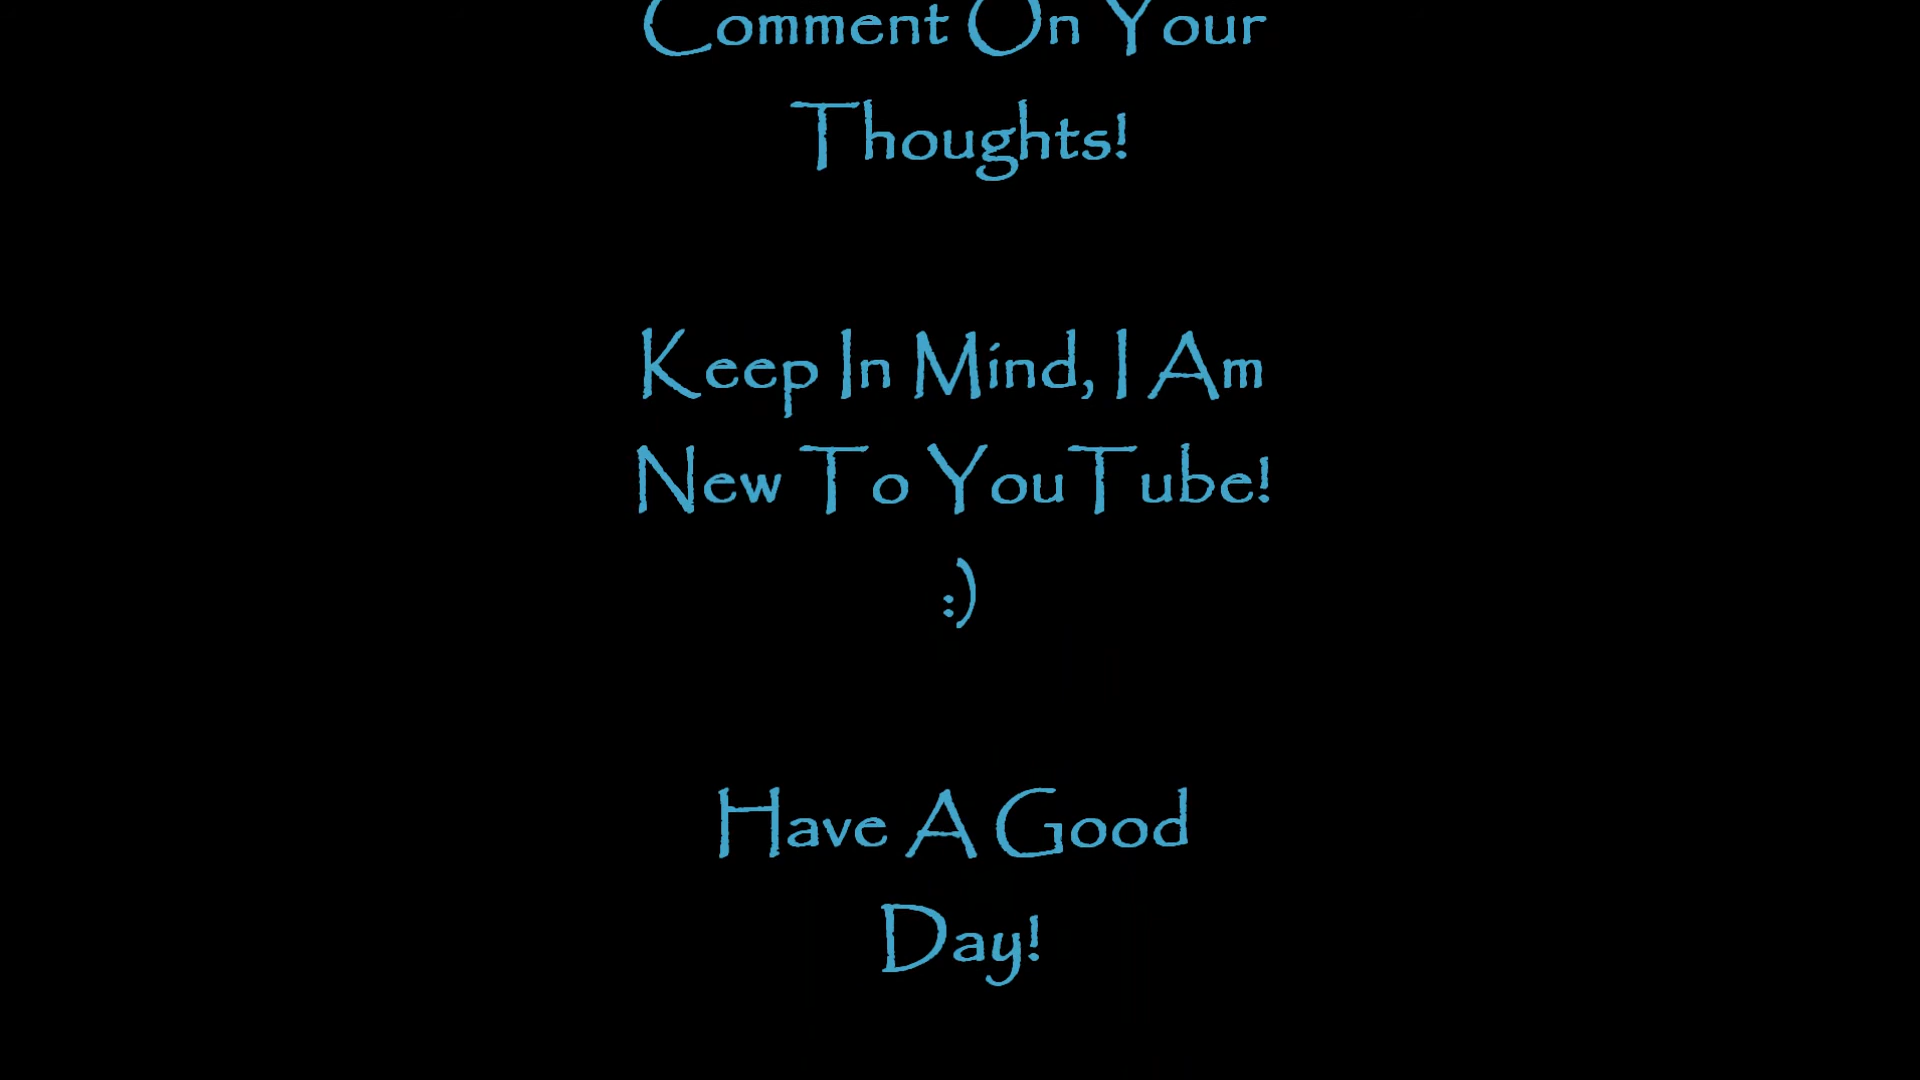 Comment On Your
Thoughts!
Keep In Mind, I Am
New To YouTube!
:)
Have A Good
Day!